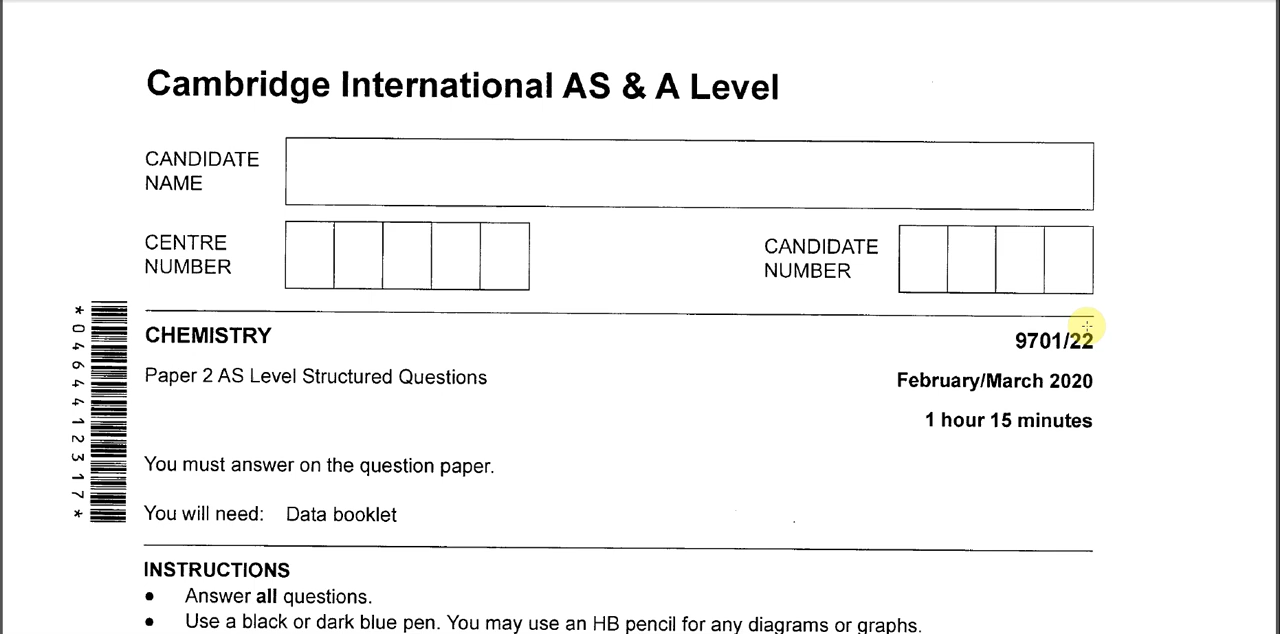 Cambridge International AS & A Level
CANDIDATE
NAME
CENTRE
NUMBER
CANDIDATE
NUMBER
*0464412317*
CHEMISTRY
9701/22
Paper 2 AS Level Structured Questions
February/March 2020
1 hour 15 minutes
You must answer on the question paper.
You will need: Data booklet
INSTRUCTIONS
● Answer all questions.
● Use a black or dark blue pen. You may use an HB pencil for any diagrams or graphs.